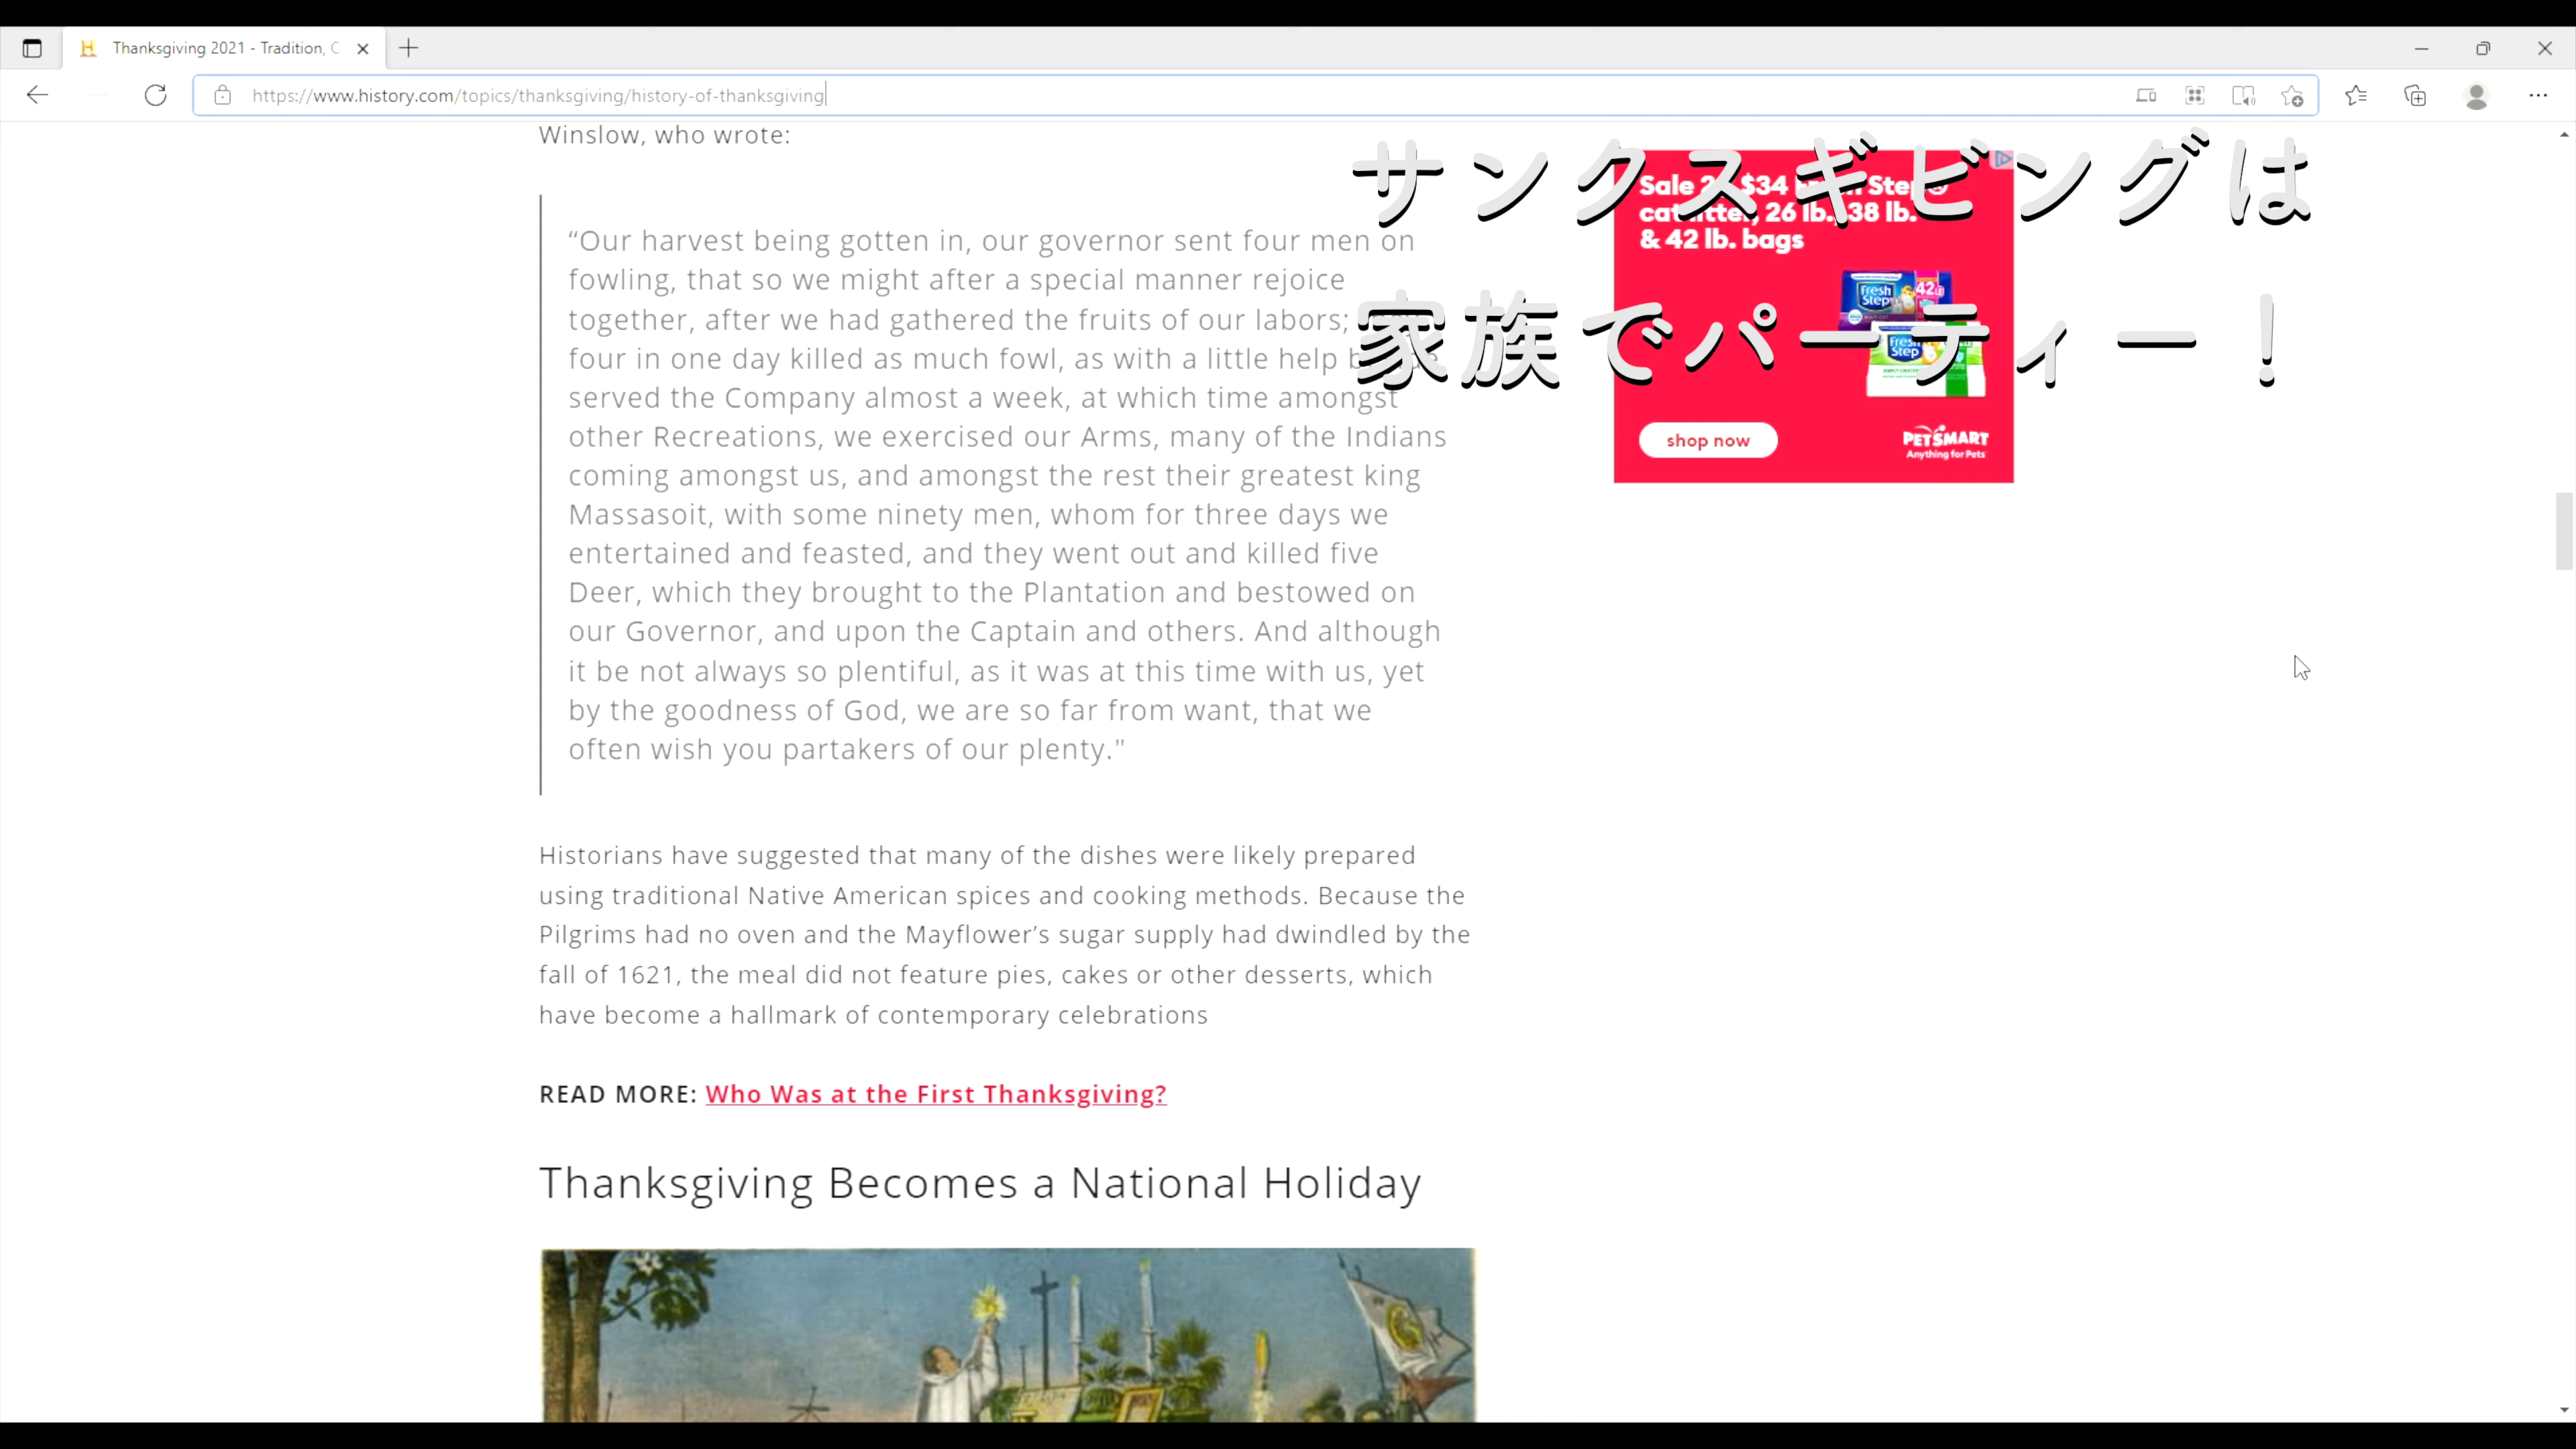 Thanksgiving 2021 - Tradition,
https://www.history.com/topics/thanksgiving/history-of-thanksgiving
Winslow, who wrote:
“Our harvest being gotten in, our governor sent four men on
fowling, that so we might after a special manner rejoice
together, after we had gathered the fruits of our labors;
four in one day killed as much fowl, as with a little help
served the Company almost a week, at which time amongst
other Recreations, we exercised our Arms, many of the Indians
coming amongst us, and amongst the rest their greatest king
Massasoit, with some ninety men, whom for three days we
entertained and feasted, and they went out and killed five
Deer, which they brought to the Plantation and bestowed on
our Governor, and upon the Captain and others. And although
it be not always so plentiful, as it was at this time with us, yet
by the goodness of God, we are so far from want, that we
often wish you partakers of our plenty."
サンクスギビングは
家族でパーティー！
Sale $34 Step
26 lb. 38 lb.
& 42 lb. bags
Fresh Step
42
Fresh Step
shop now
PETSMART
Anything for Pets
Historians have suggested that many of the dishes were likely prepared
using traditional Native American spices and cooking methods. Because the
Pilgrims had no oven and the Mayflower’s sugar supply had dwindled by the
fall of 1621, the meal did not feature pies, cakes or other desserts, which
have become a hallmark of contemporary celebrations
READ MORE: Who Was at the First Thanksgiving?
Thanksgiving Becomes a National Holiday